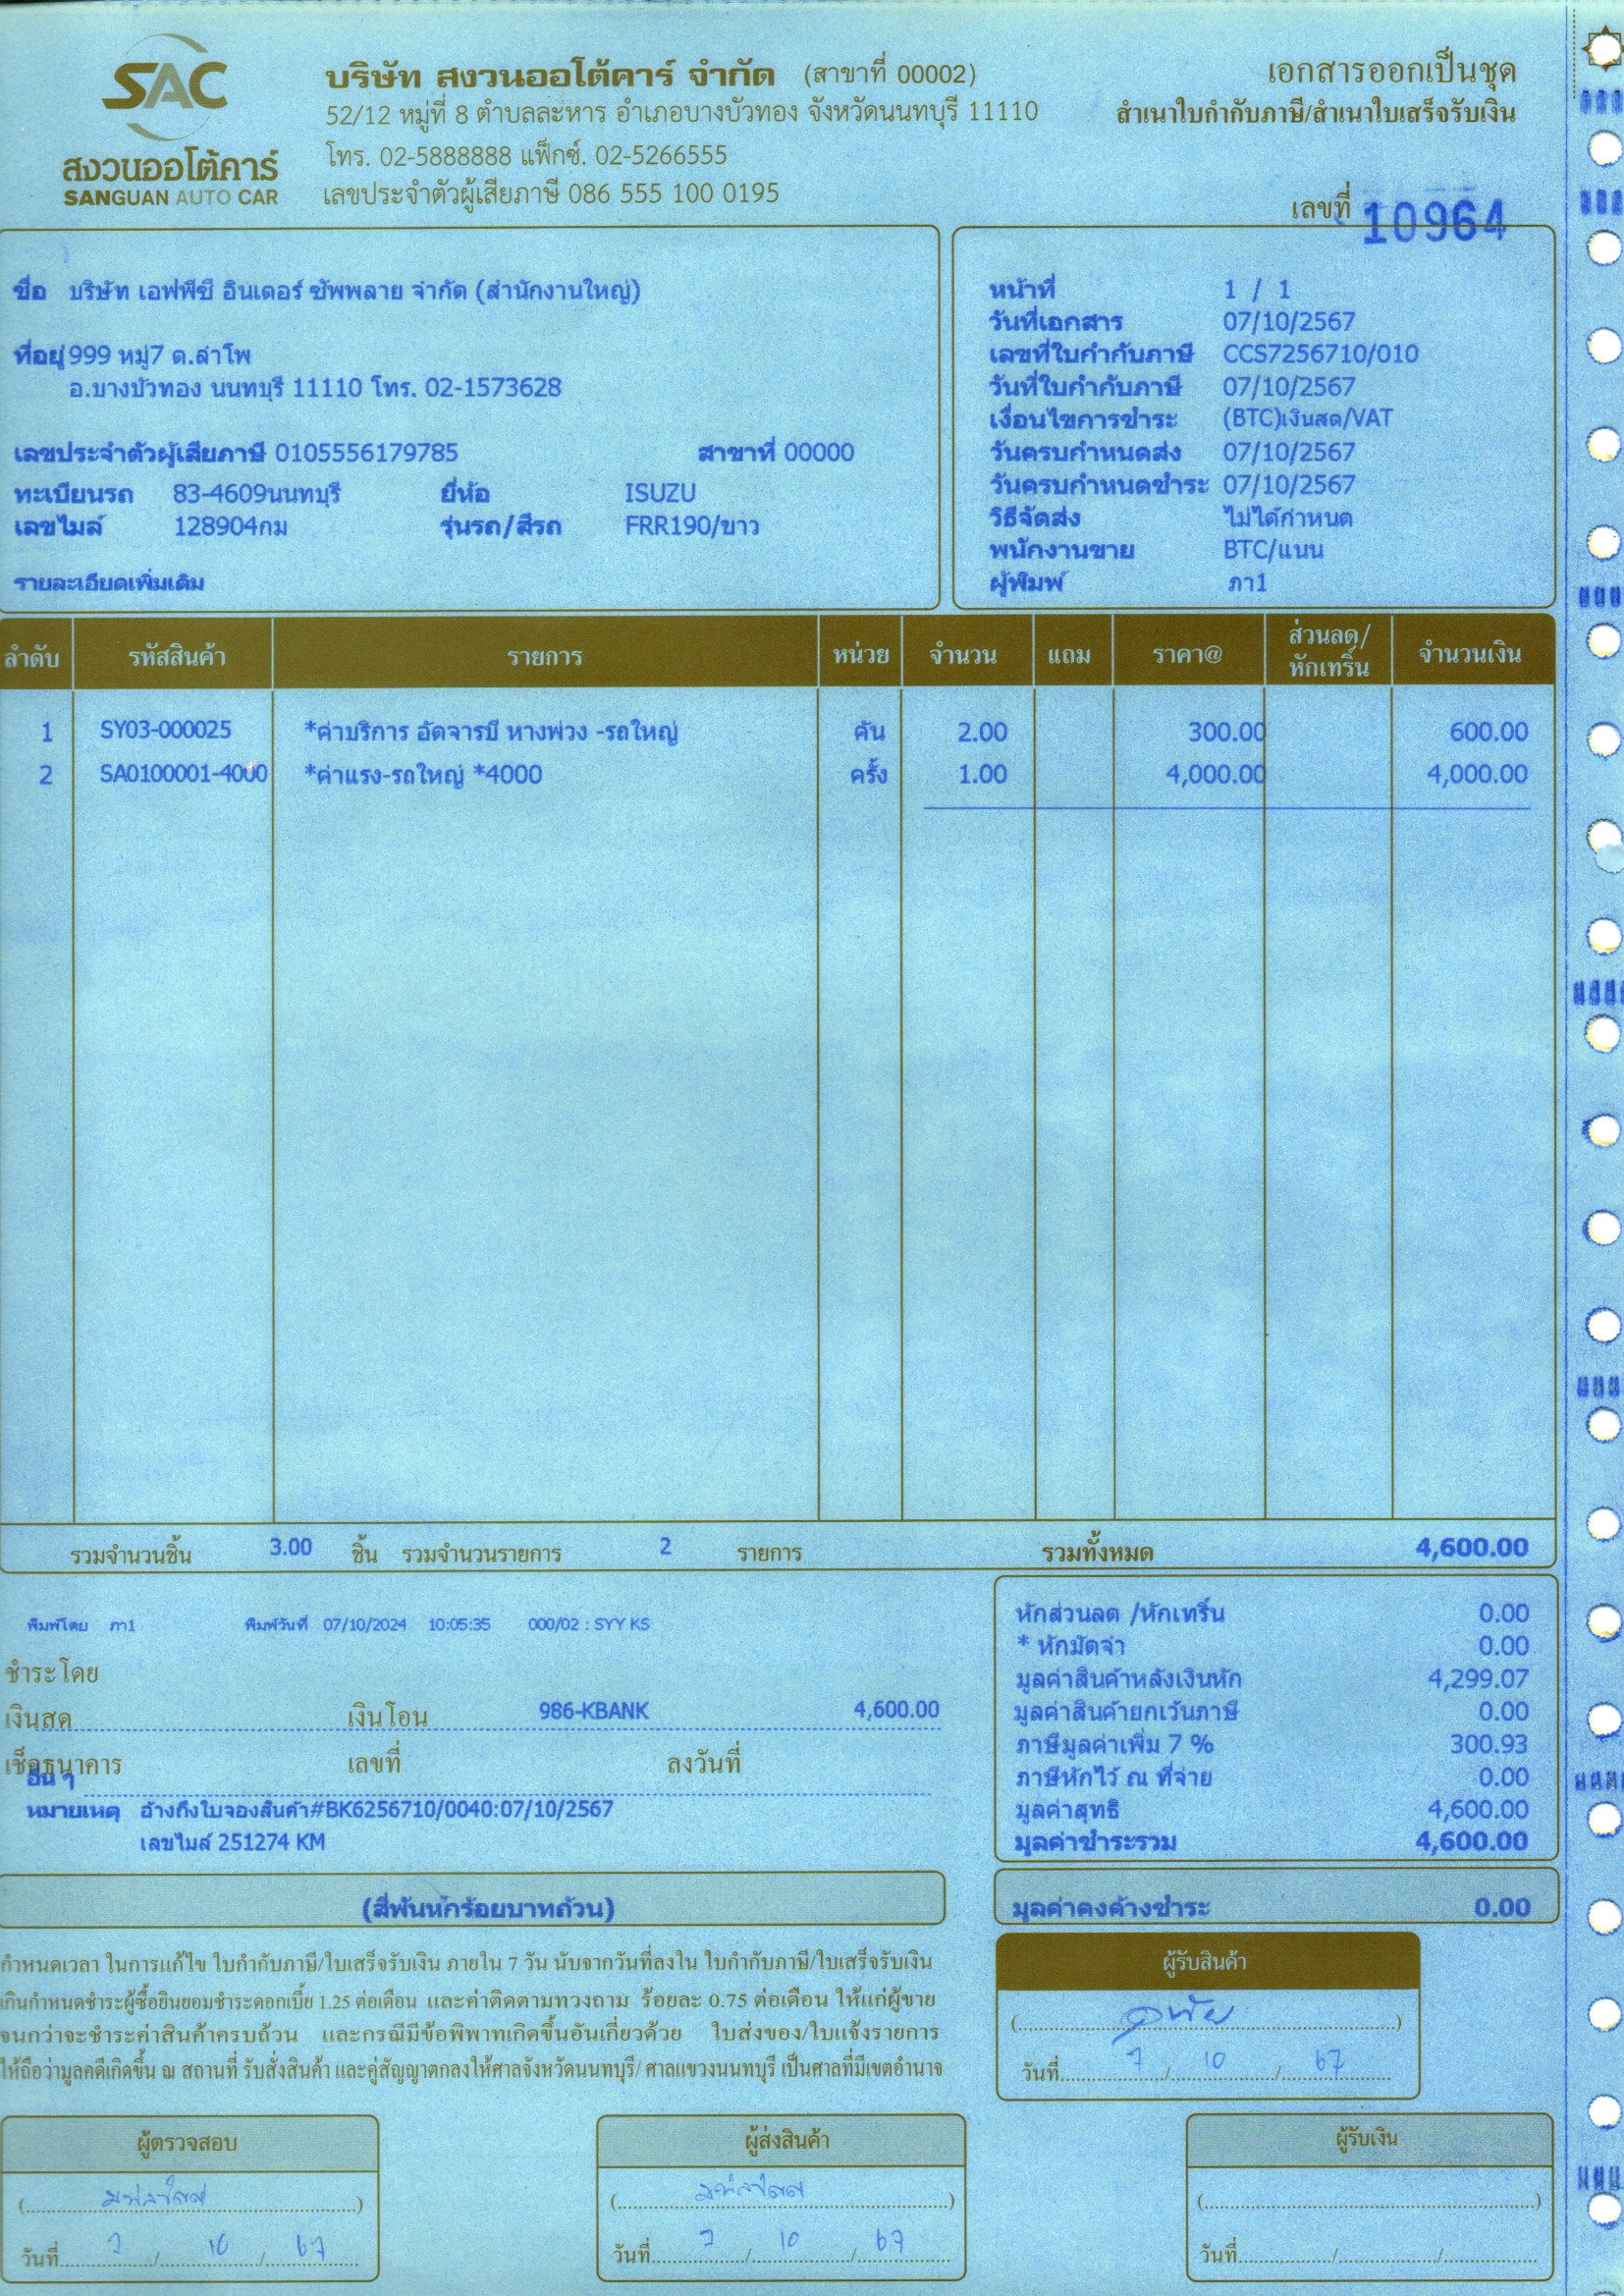 SAC
สงวนออโต้คาร์
SANGUAN AUTO CAR
บริษัท สงวนออโต้คาร์ จำกัด (สาขาที่ 00002)
52/12 หมู่ที่ 8 ตำบลละหาร อำเภอบางบัวทอง จังหวัดนนทบุรี 11110
โทร. 02-5888888 แฟ็กซ์. 02-5266555
เลขประจำตัวผู้เสียภาษี 086 555 100 0195
เอกสารออกเป็นชุด
สำเนาใบกำกับภาษี/สำเนาใบเสร็จรับเงิน
เลขที่ 10964
ชื่อ บริษัท เอฟพีซี อินเตอร์ ซัพพลาย จำกัด (สำนักงานใหญ่)
ที่อยู่ 999 หมู่7 ต.ลำโพ
อ.บางบัวทอง นนทบุรี 11110 โทร. 02-1573628
เลขประจำตัวผู้เสียภาษี 0105556179785 สาขาที่ 00000
ทะเบียนรถ 83-4609นนทบุรี ยี่ห้อ ISUZU
เลขไมล์ 128904กม รุ่นรถ/สีรถ FRR190/ขาว
รายละเอียดเพิ่มเติม
หน้าที่ 1 / 1
วันที่เอกสาร 07/10/2567
เลขที่ใบกำกับภาษี CCS7256710/010
วันที่ใบกำกับภาษี 07/10/2567
เงื่อนไขการชำระ (BTC)เงินสด/VAT
วันครบกำหนดส่ง 07/10/2567
วันครบกำหนดชำระ 07/10/2567
วิธีจัดส่ง ไม่ได้กำหนด
พนักงานขาย BTC/แนน
ผู้พิมพ์ ภา1
ลำดับ รหัสสินค้า รายการ หน่วย จำนวน แถม ราคา@ ส่วนลด/ หักเทริ์น จำนวนเงิน
1 SY03-000025 *ค่าบริการ อัดจารบี หางพ่วง -รถใหญ่ คัน 2.00 300.00 600.00
2 SA0100001-4000 *ค่าแรง-รถใหญ่ *4000 ครั้ง 1.00 4,000.00 4,000.00
รวมจำนวนชิ้น 3.00 ชิ้น รวมจำนวนรายการ 2 รายการ รวมทั้งหมด 4,600.00
พิมพ์โดย ภา1 พิมพ์วันที่ 07/10/2024 10:05:35 000/02 : SYY KS
ชำระโดย
เงินสด เงินโอน 986-KBANK 4,600.00
เช็คธนาคาร เลขที่ ลงวันที่
อื่น ๆ
หมายเหตุ อ้างถึงใบจองสินค้า#BK6256710/0040:07/10/2567
เลขไมล์ 251274 KM
หักส่วนลด /หักเทริ์น 0.00
* หักมัดจำ 0.00
มูลค่าสินค้าหลังเงินหัก 4,299.07
มูลค่าสินค้ายกเว้นภาษี 0.00
ภาษีมูลค่าเพิ่ม 7 % 300.93
ภาษีหักไว้ ณ ที่จ่าย 0.00
มูลค่าสุทธิ 4,600.00
มูลค่าชำระรวม 4,600.00
(สี่พันหกร้อยบาทถ้วน)
มูลค่าคงค้างชำระ 0.00
กำหนดเวลา ในการแก้ไข ใบกำกับภาษี/ใบเสร็จรับเงิน ภายใน 7 วัน นับจากวันที่ลงใน ใบกำกับภาษี/ใบเสร็จรับเงิน
เกินกำหนดชำระผู้ซื้อยินยอมชำระดอกเบี้ย 1.25 ต่อเดือน และค่าติดตามทวงถาม ร้อยละ 0.75 ต่อเดือน ให้แก่ผู้ขาย
จนกว่าจะชำระค่าสินค้าครบถ้วน และกรณีมีข้อพิพาทเกิดขึ้นอันเกี่ยวด้วย ใบส่งของ/ใบแจ้งรายการ
ให้ถือว่ามูลคดีเกิดขึ้น ณ สถานที่ รับสั่งสินค้า และคู่สัญญาตกลงให้ศาลจังหวัดนนทบุรี/ ศาลแขวงนนทบุรี เป็นศาลที่มีเขตอำนาจ
ผู้รับสินค้า
วันที่ 7 / 10 / 67
ผู้ตรวจสอบ
วันที่ 7 / 10 / 67
ผู้ส่งสินค้า
วันที่ 7 / 10 / 67
ผู้รับเงิน
วันที่ / /